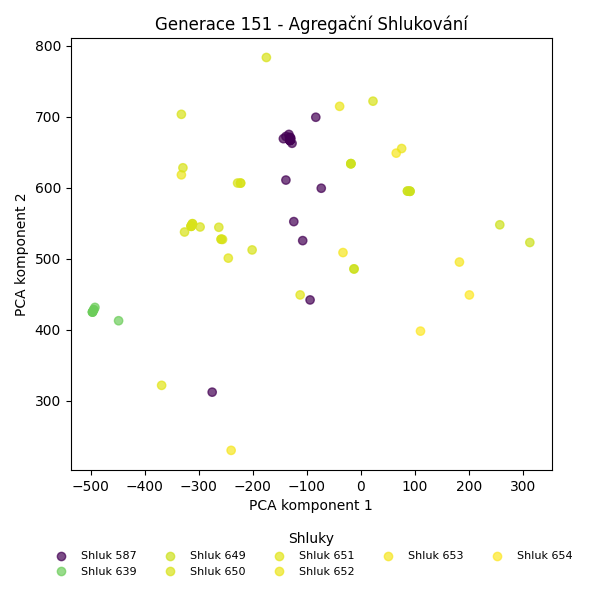 Generace 151 - Agregační Shlukování
800
700
600
500
400
300
PCA komponent 2
−500 −400 −300 −200 −100 0 100 200 300
PCA komponent 1
Shluky
Shluk 587 Shluk 649 Shluk 651 Shluk 653 Shluk 654
Shluk 639 Shluk 650 Shluk 652